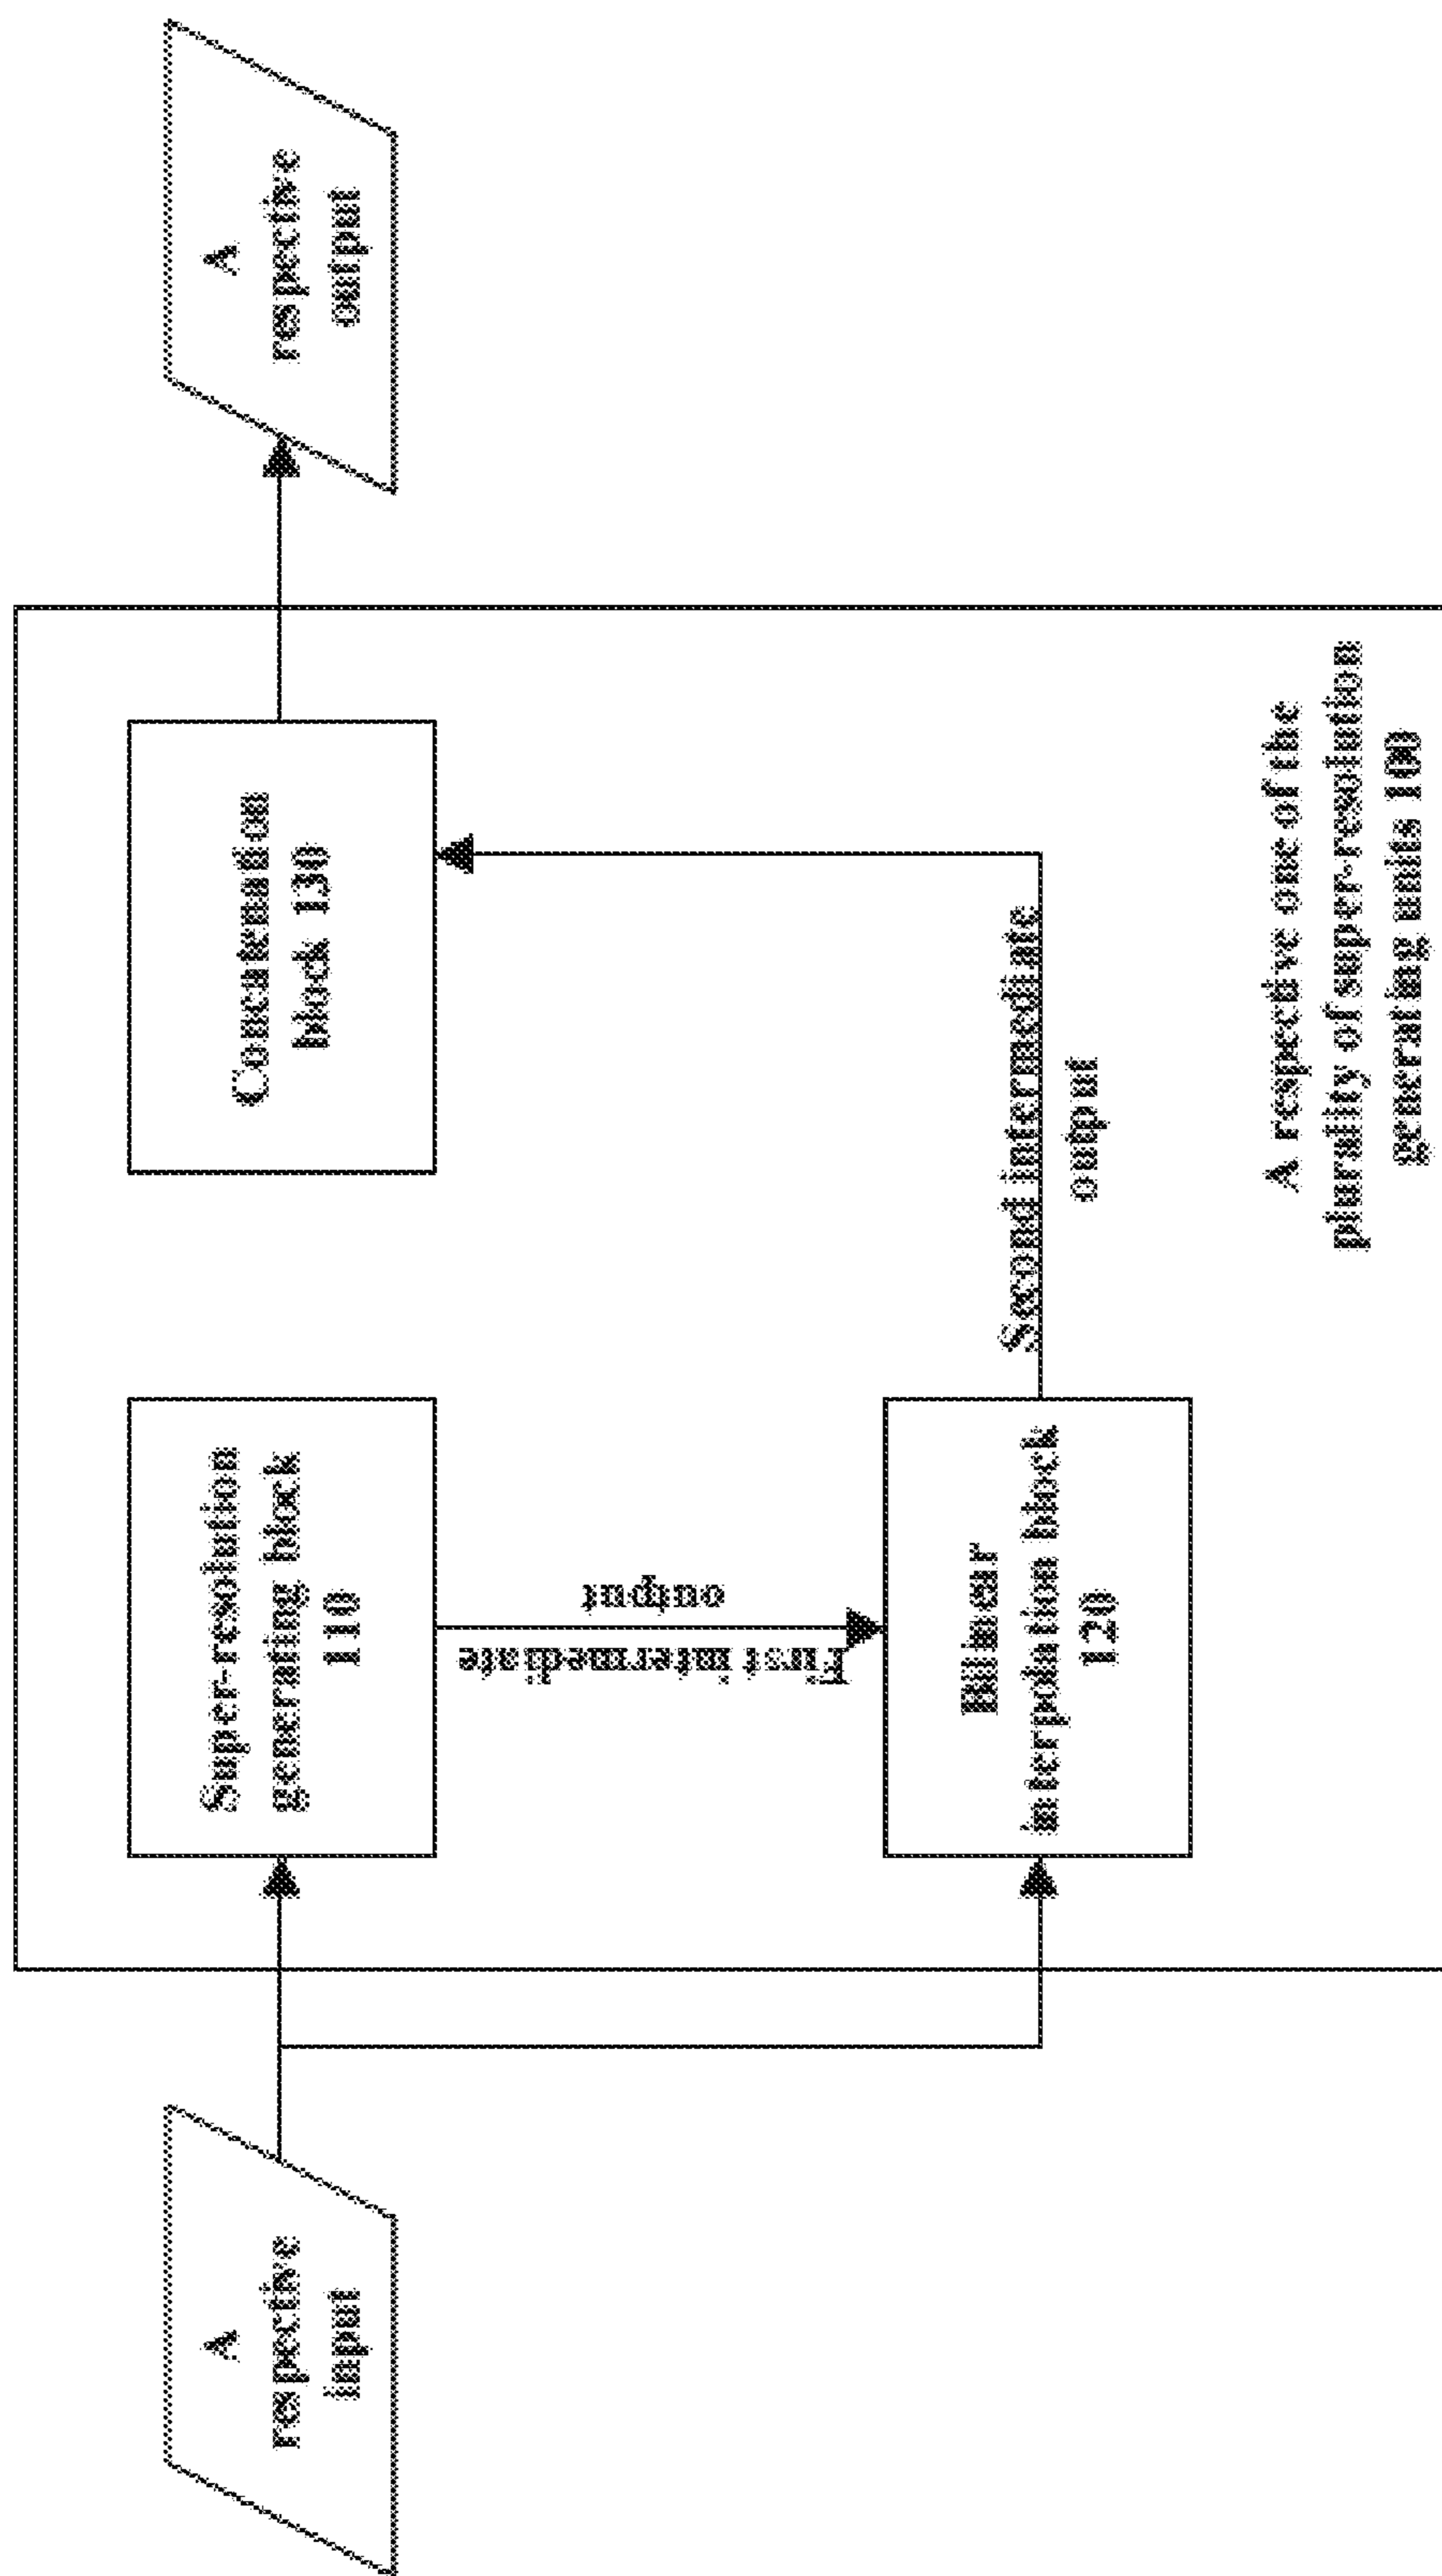 A
respective
input
Super-resolution
generating block
110
First intermediate
output
Bilinear
interpolation block
120
Second intermediate
output
Concatenation
block 130
A respective one of the
plurality of super-resolution
generating units 100
A
respective
output